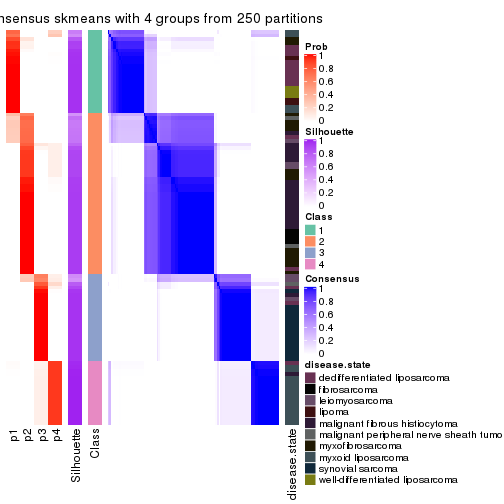 nsensus skmeans with 4 groups from 250 partitions
Prob
1
0.8
0.6
0.4
0.2
0
Silhouette
1
0.8
0.6
0.4
0.2
0
Class
1
2
3
4
Consensus
1
0.8
0.6
0.4
0.2
0
disease.state
dedifferentiated liposarcoma
fibrosarcoma
leiomyosarcoma
lipoma
malignant fibrous histiocytoma
malignant peripheral nerve sheath tumo
myxofibrosarcoma
myxoid liposarcoma
synovial sarcoma
well-differentiated liposarcoma
p1
p2
p3
p4
Silhouette
Class
disease.state